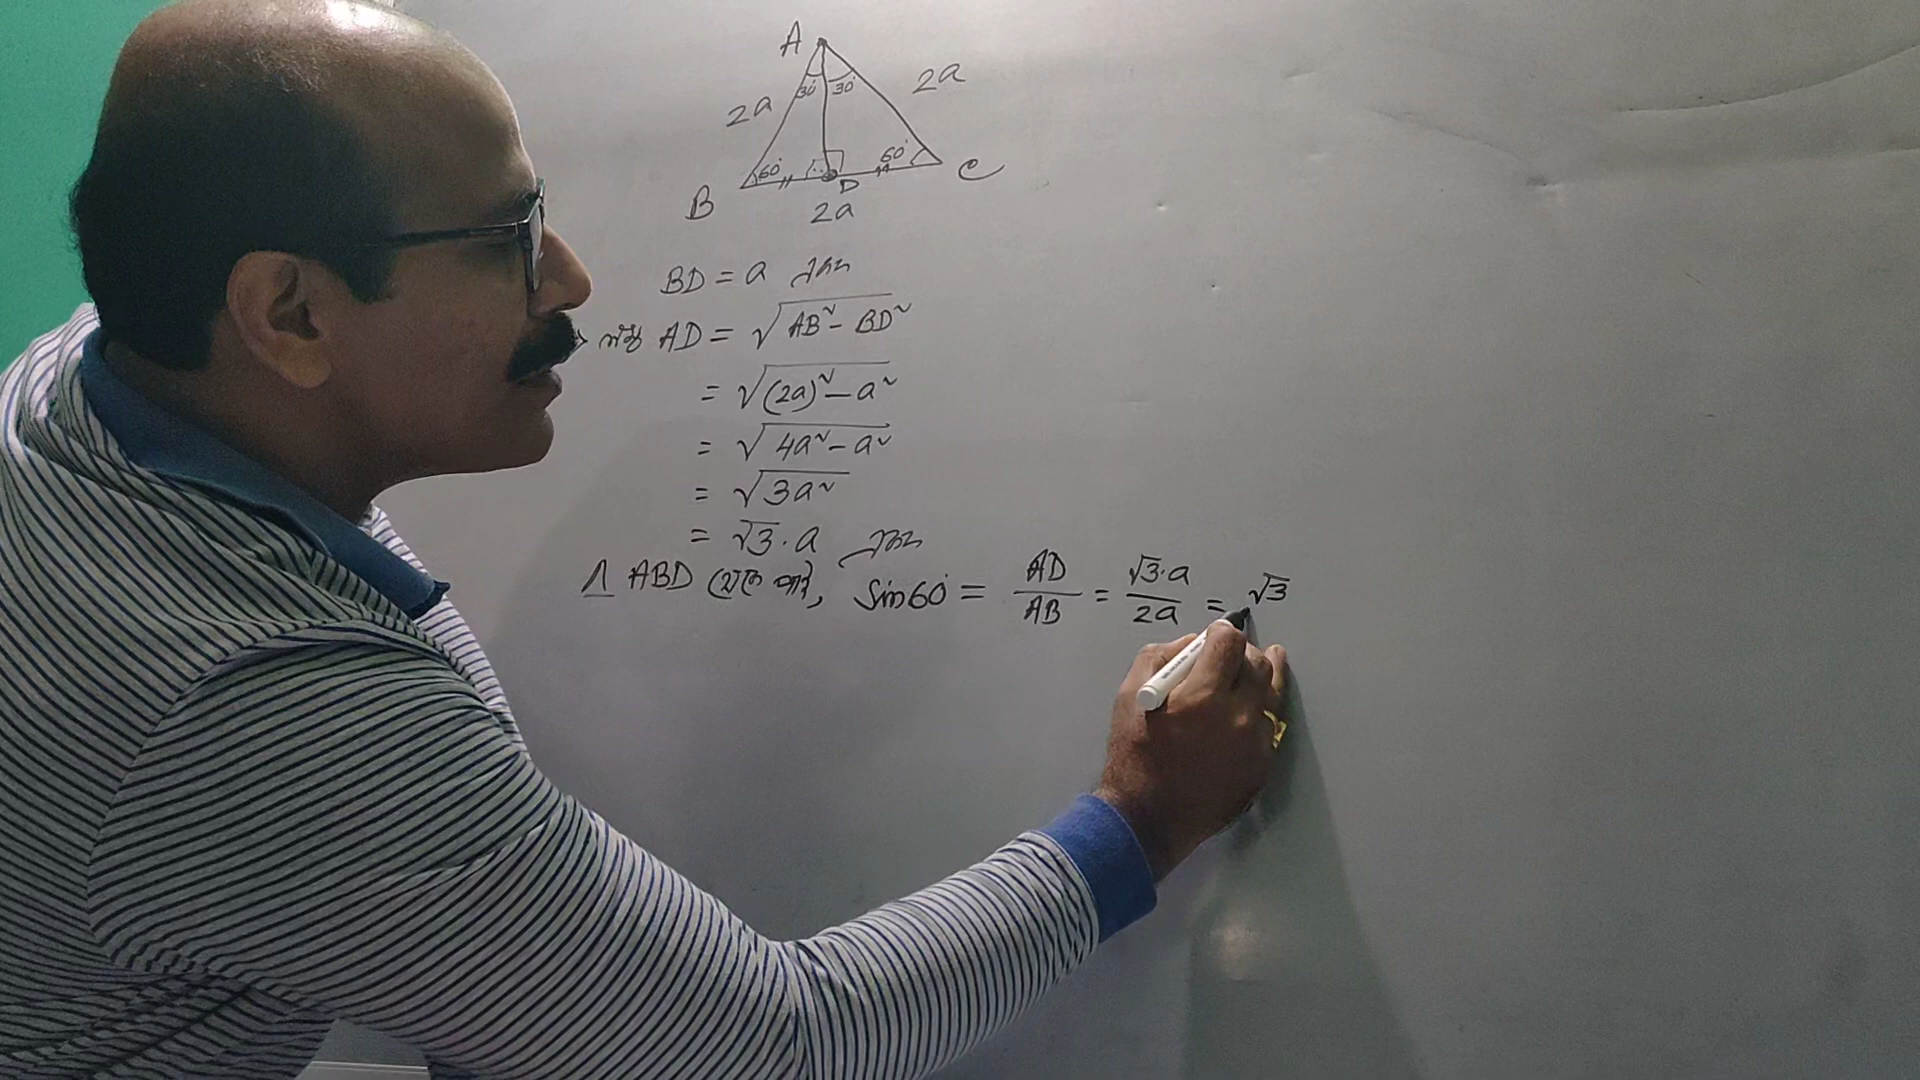 A
2a 30° 30° 2a
60° 60°
B D C
2a
BD = a একক
AD = √AB² - BD²
= √(2a)² - a²
= √4a² - a²
= √3a²
= √3. a একক
Δ ABD থেকে পাই, Sin60° = AD/AB = √3.a/2a = √3